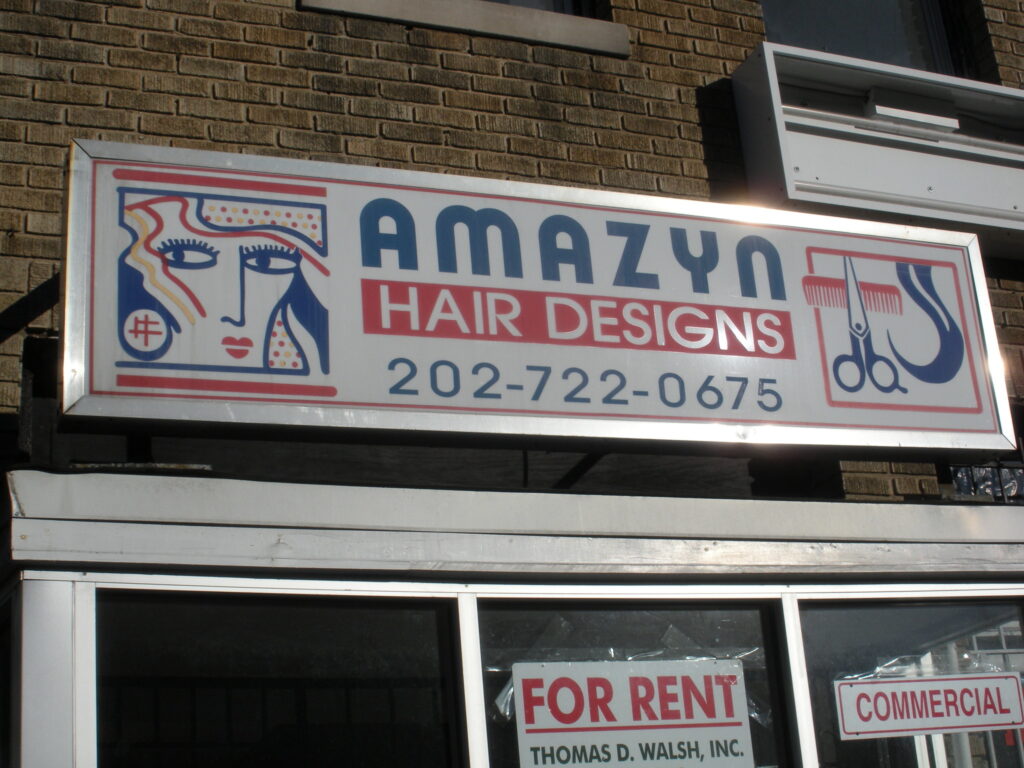 AMAZYN
HAIR DESIGNS
202-722-0675
FOR RENT
THOMAS D. WALSH, INC.
COMMERCIAL